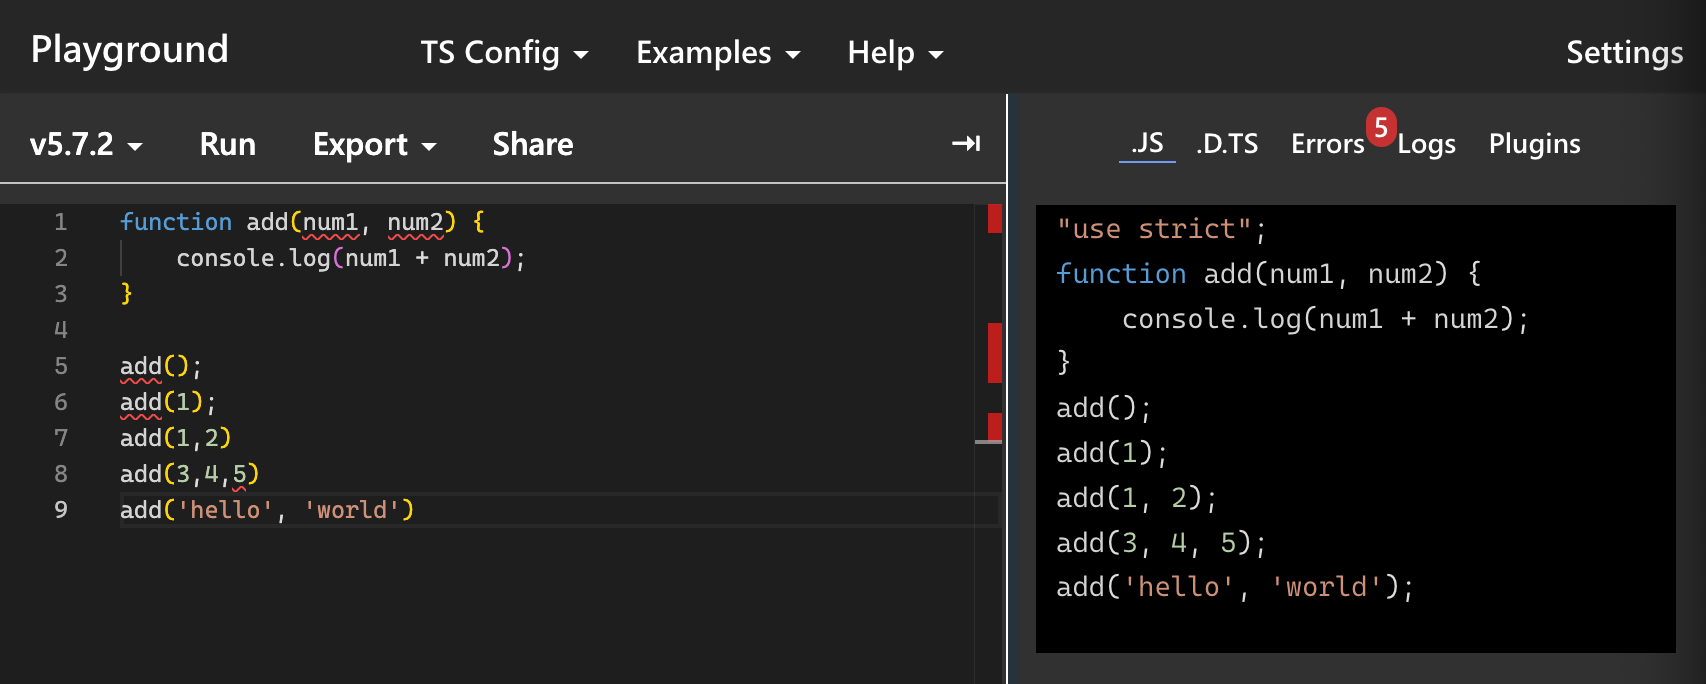 Playground TS Config Examples Help Settings
v5.7.2 Run Export Share
.JS .D.TS Errors 5 Logs Plugins
1 function add(num1, num2) {
2     console.log(num1 + num2);
3 }
4
5 add();
6 add(1);
7 add(1,2)
8 add(3,4,5)
9 add('hello', 'world')
"use strict";
function add(num1, num2) {
    console.log(num1 + num2);
}
add();
add(1);
add(1, 2);
add(3, 4, 5);
add('hello', 'world');